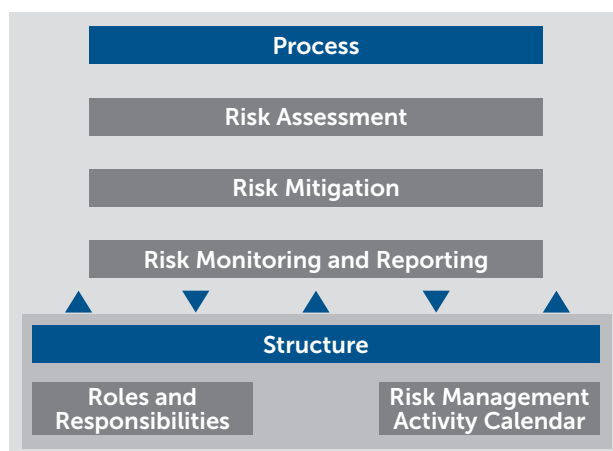 Process
Risk Assessment
Risk Mitigation
Risk Monitoring and Reporting
Structure
Roles and
Responsibilities
Risk Management
Activity Calendar